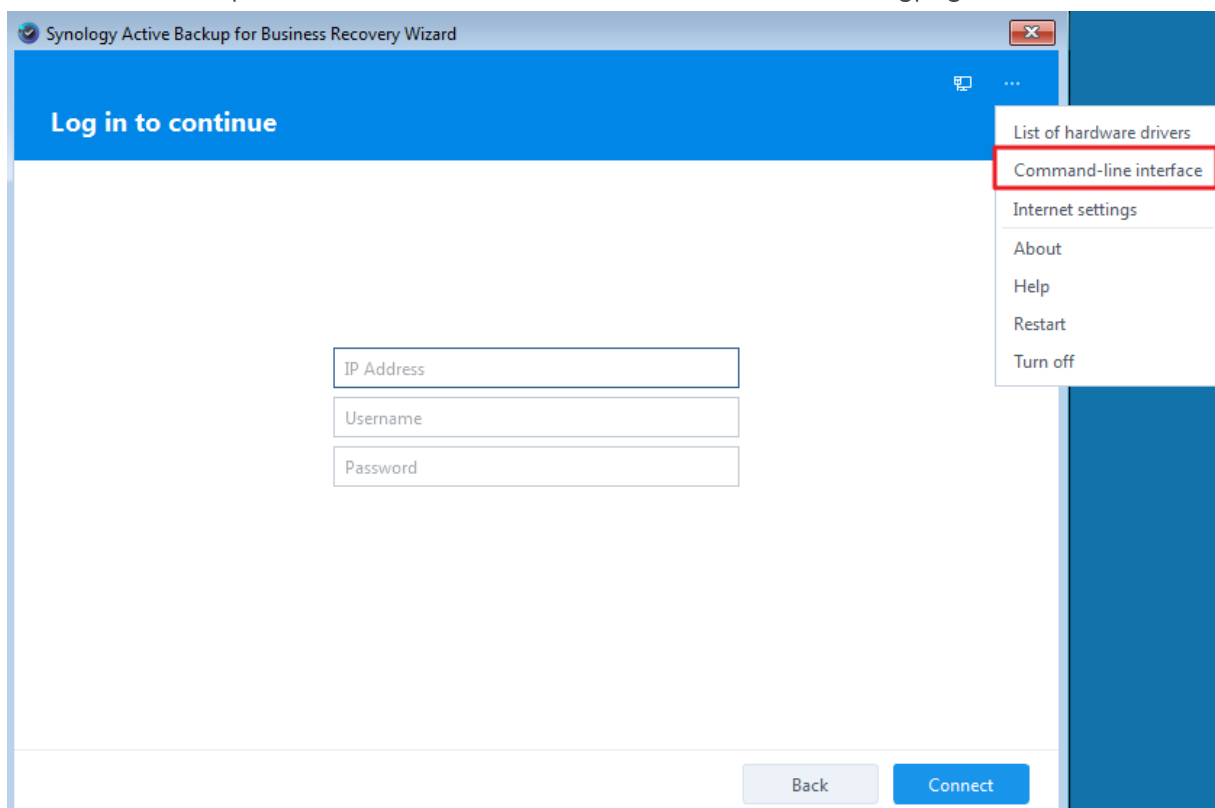 Synology Active Backup for Business Recovery Wizard
Log in to continue
List of hardware drivers
Command-line interface
Internet settings
About
Help
Restart
Turn off
IP Address
Username
Password
Back
Connect